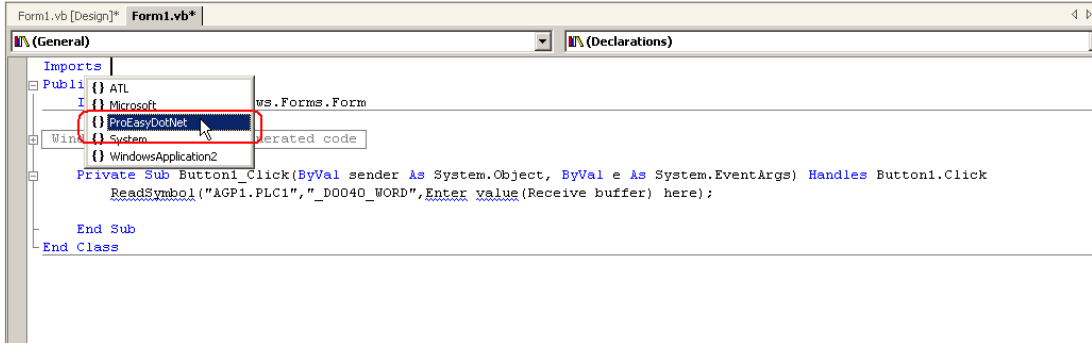 Form1.vb [Design]* Form1.vb*
(General) (Declarations)
Imports
Publi
{} ATL
I
{} Microsoft
ws.Forms.Form
{} ProEasyDotNet
Wind
{} System
nerated code
{} WindowsApplication2
Private Sub Button1_Click(ByVal sender As System.Object, ByVal e As System.EventArgs) Handles Button1.Click
ReadSymbol("AGP1.PLC1","_D0040_WORD",Enter value(Receive buffer) here);
End Sub
End Class